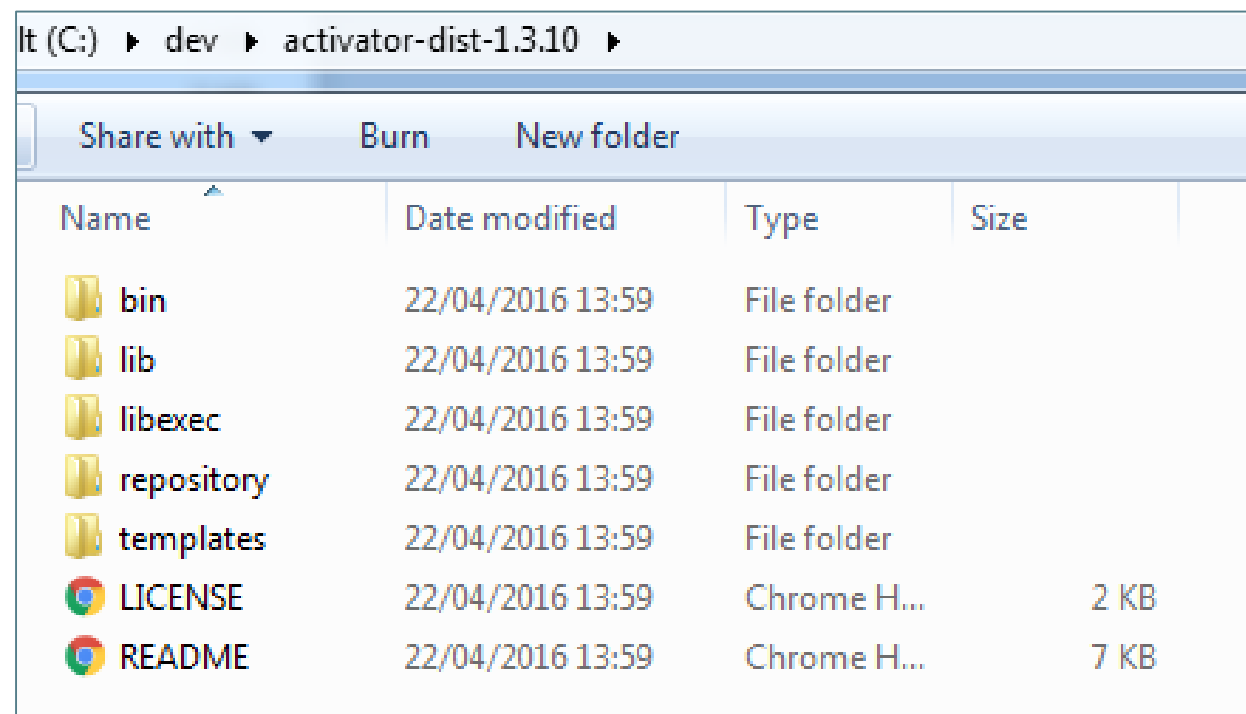 lt (C:) dev activator-dist-1.3.10
Share with Burn New folder
Name Date modified Type Size
bin 22/04/2016 13:59 File folder
lib 22/04/2016 13:59 File folder
libexec 22/04/2016 13:59 File folder
repository 22/04/2016 13:59 File folder
templates 22/04/2016 13:59 File folder
LICENSE 22/04/2016 13:59 Chrome H... 2 KB
README 22/04/2016 13:59 Chrome H... 7 KB